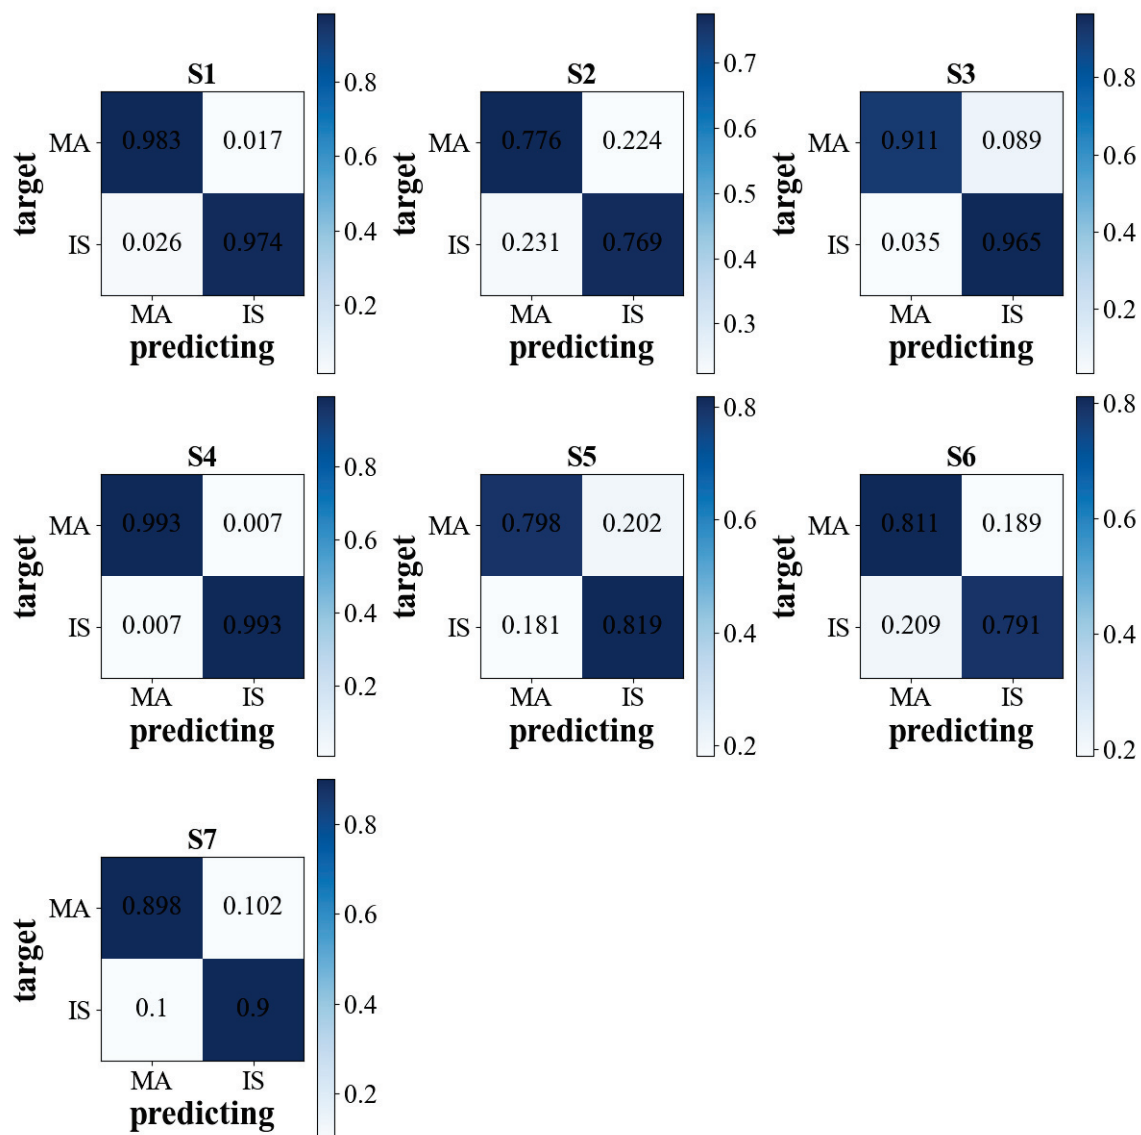 S1
MA 0.983 0.017
IS 0.026 0.974
MA IS
predicting
target
0.8
0.6
0.4
0.2
S2
MA 0.776 0.224
IS 0.231 0.769
MA IS
predicting
target
0.7
0.6
0.5
0.4
0.3
S3
MA 0.911 0.089
IS 0.035 0.965
MA IS
predicting
target
0.8
0.6
0.4
0.2
S4
MA 0.993 0.007
IS 0.007 0.993
MA IS
predicting
target
0.8
0.6
0.4
0.2
S5
MA 0.798 0.202
IS 0.181 0.819
MA IS
predicting
target
0.8
0.6
0.4
0.2
S6
MA 0.811 0.189
IS 0.209 0.791
MA IS
predicting
target
0.8
0.6
0.4
0.2
S7
MA 0.898 0.102
IS 0.1 0.9
MA IS
predicting
target
0.8
0.6
0.4
0.2